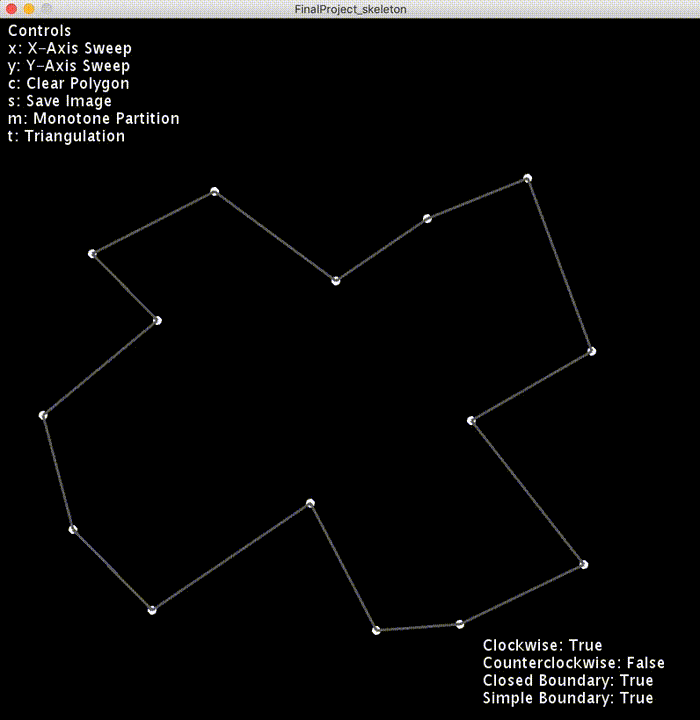 FinalProject_skeleton
Controls
x: X-Axis Sweep
y: Y-Axis Sweep
c: Clear Polygon
s: Save Image
m: Monotone Partition
t: Triangulation
Clockwise: True
Counterclockwise: False
Closed Boundary: True
Simple Boundary: True